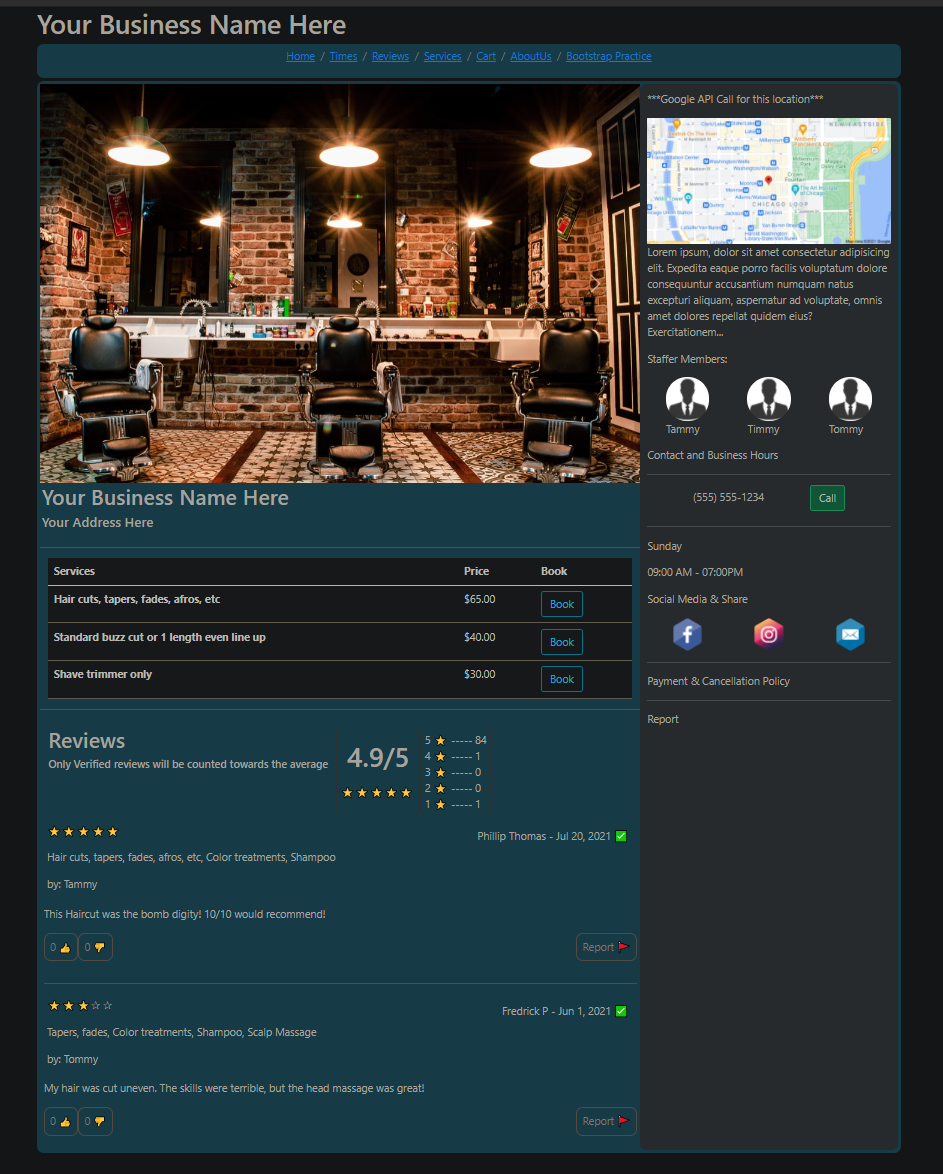 Your Business Name Here
Home / Times / Reviews / Services / Cart / AboutUs / Bootstrap Practice
***Google API Call for this location***
CHICAGO LOOP
Lorem ipsum, dolor sit amet consectetur adipisicing
elit. Expedita eaque porro facilis voluptatum dolore
consequuntur accusantium numquam natus
excepturi aliquam, aspernatur ad voluptate, omnis
amet dolores repellat quidem eius?
Exercitationem...
Staffer Members:
Tammy Timmy Tommy
Contact and Business Hours
(555) 555-1234 Call
Sunday
09:00 AM - 07:00PM
Social Media & Share
Payment & Cancellation Policy
Report
Your Business Name Here
Your Address Here
Services Price Book
Hair cuts, tapers, fades, afros, etc $65.00 Book
Standard buzz cut or 1 length even line up $40.00 Book
Shave trimmer only $30.00 Book
Reviews
Only Verified reviews will be counted towards the average
4.9/5
★ ★ ★ ★ ★
5 ★ ----- 84
4 ★ ----- 1
3 ★ ----- 0
2 ★ ----- 0
1 ★ ----- 1
★ ★ ★ ★ ★ Phillip Thomas - Jul 20, 2021 ✅
Hair cuts, tapers, fades, afros, etc, Color treatments, Shampoo
by: Tammy
This Haircut was the bomb digity! 10/10 would recommend!
0 👍 0 👎 Report 🚩
★ ★ ★ ☆ ☆ Fredrick P - Jun 1, 2021 ✅
Tapers, fades, Color treatments, Shampoo, Scalp Massage
by: Tommy
My hair was cut uneven. The skills were terrible, but the head massage was great!
0 👍 0 👎 Report 🚩